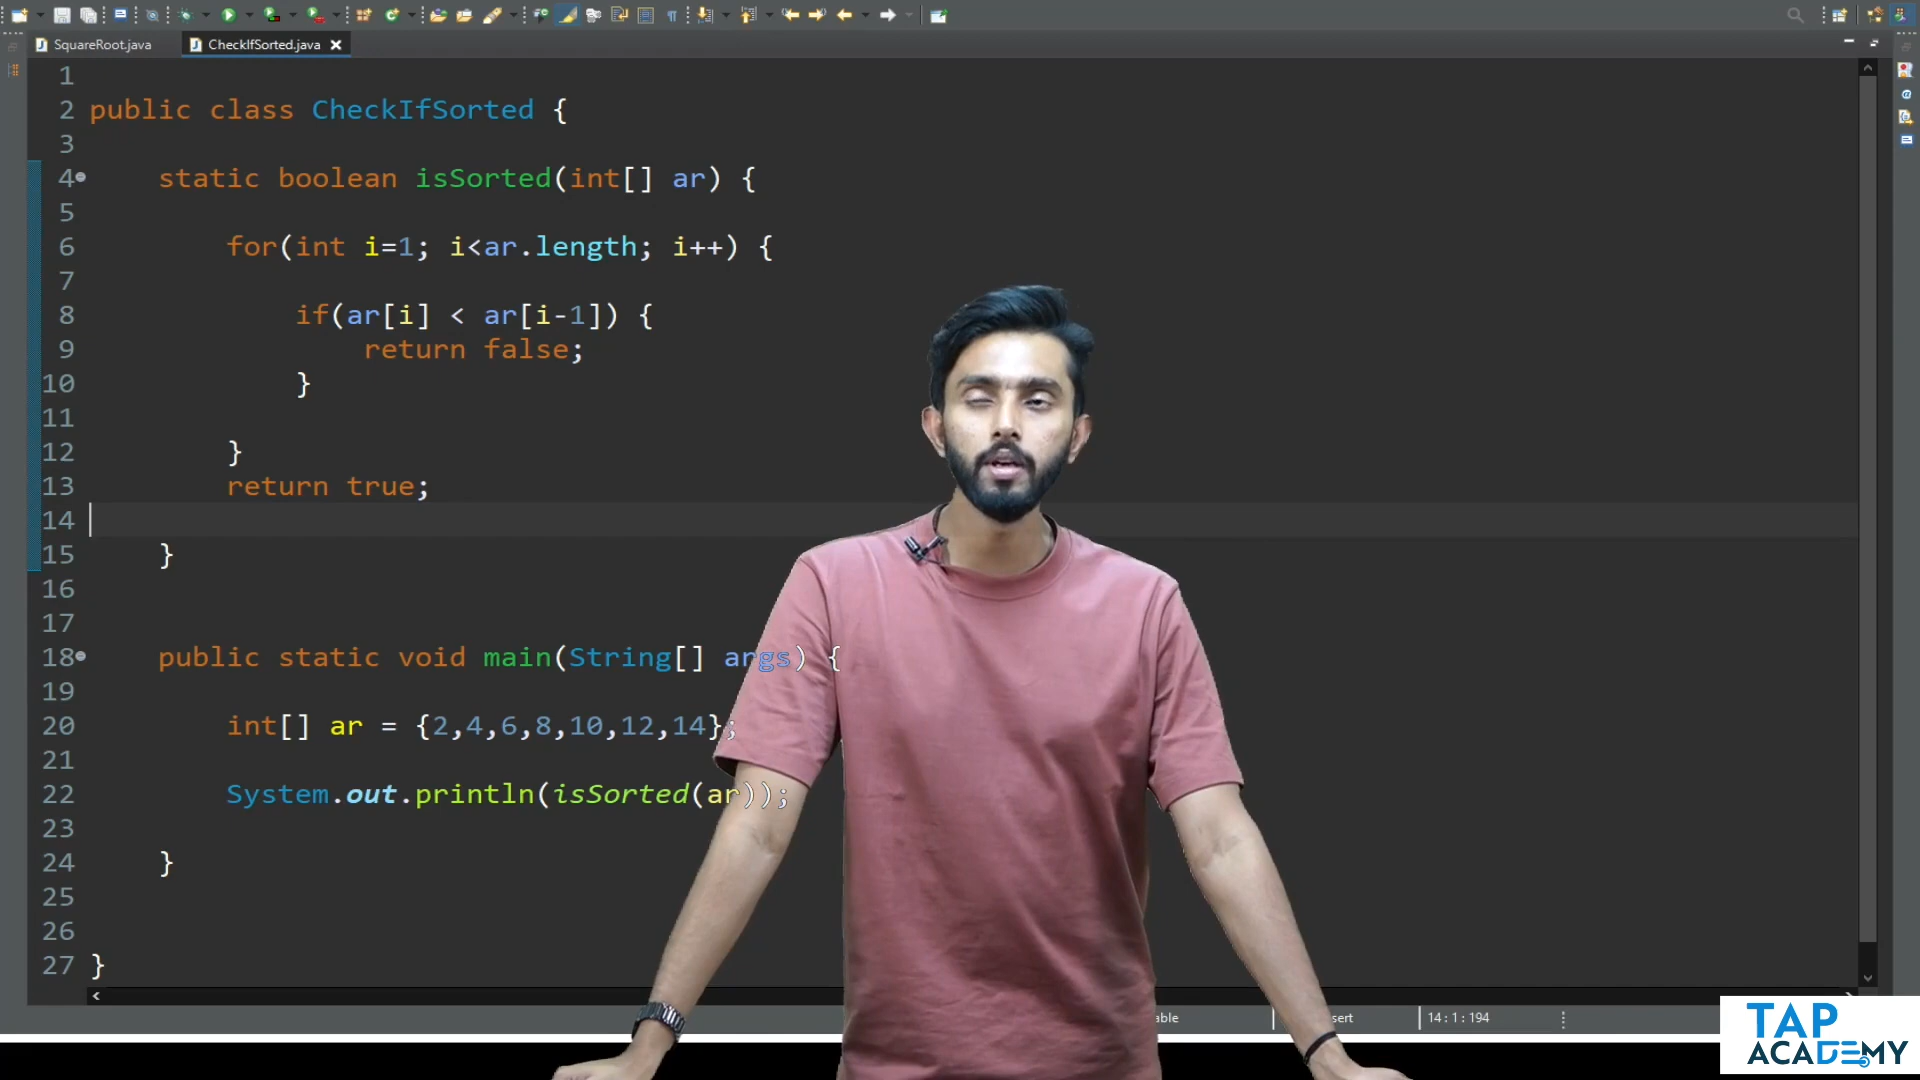 SquareRoot.java
CheckIfSorted.java
1
2 public class CheckIfSorted {
3
4 static boolean isSorted(int[] ar) {
5
6 for(int i=1; i<ar.length; i++) {
7
8 if(ar[i] < ar[i-1]) {
9 return false;
10 }
11
12 }
13 return true;
14
15 }
16
17
18 public static void main(String[] args) {
19
20 int[] ar = {2,4,6,8,10,12,14};
21
22 System.out.println(isSorted(ar));
23
24 }
25
26
27 }
able
sert
14 : 1 : 194
TAP
ACADEMY